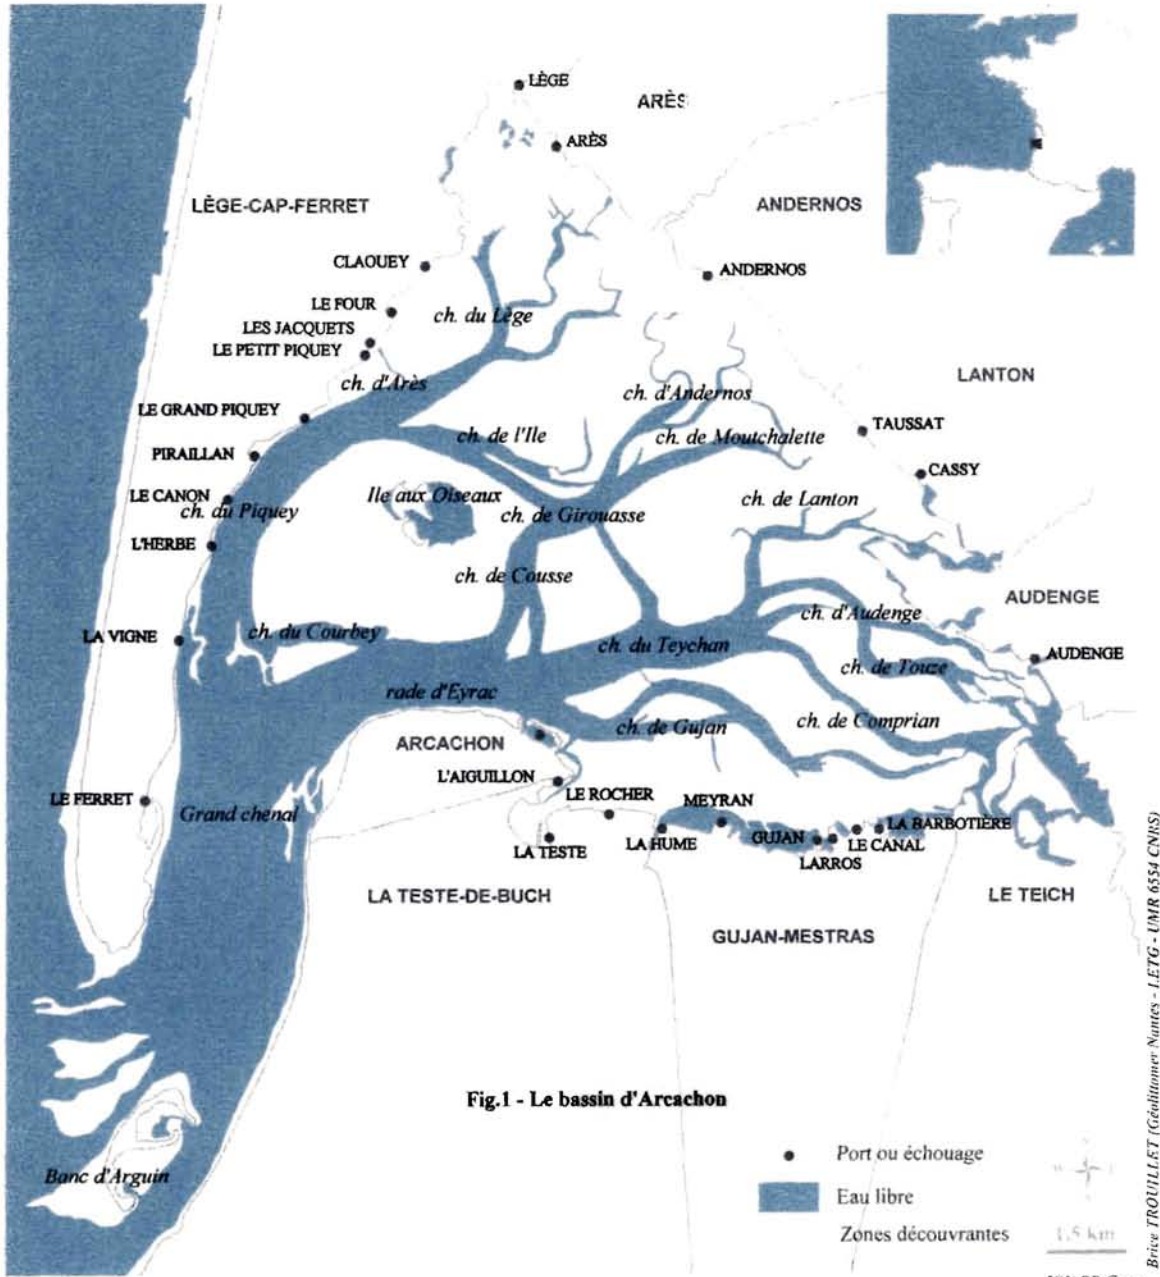 LÈGE
ARÈS
ARÈS
LÈGE-CAP-FERRET
ANDERNOS
CLAOUEY
ANDERNOS
LE FOUR
ch. du Lège
LES JACQUETS
LE PETIT PIQUEY
ch. d'Arès
LANTON
ch. d'Andernos
LE GRAND PIQUEY
TAUSSAT
ch. de l'Ile
ch. de Moutchalette
PIRAILLAN
CASSY
LE CANON
Ile aux Oiseaux
ch. de Lanton
ch. du Piquey
ch. de Girouasse
L'HERBE
ch. de Cousse
AUDENGE
ch. d'Audenge
LA VIGNE
ch. du Courbey
ch. du Teychan
AUDENGE
ch. de Touze
rade d'Eyrac
ch. de Comprian
ch. de Gujan
ARCACHON
L'AIGUILLON
LE ROCHER
MEYRAN
LE FERRET
Grand chenal
LA BARBOTIÈRE
LA TESTE
LA HUME
GUJAN
LE CANAL
LARROS
LA TESTE-DE-BUCH
LE TEICH
GUJAN-MESTRAS
Fig.1 - Le bassin d'Arcachon
Banc d'Arguin
Port ou échouage
Eau libre
Zones découvrantes
1,5 km
Brice TROUILLET (Géolittomer Nantes - LETG - UMR 6554 CNRS)